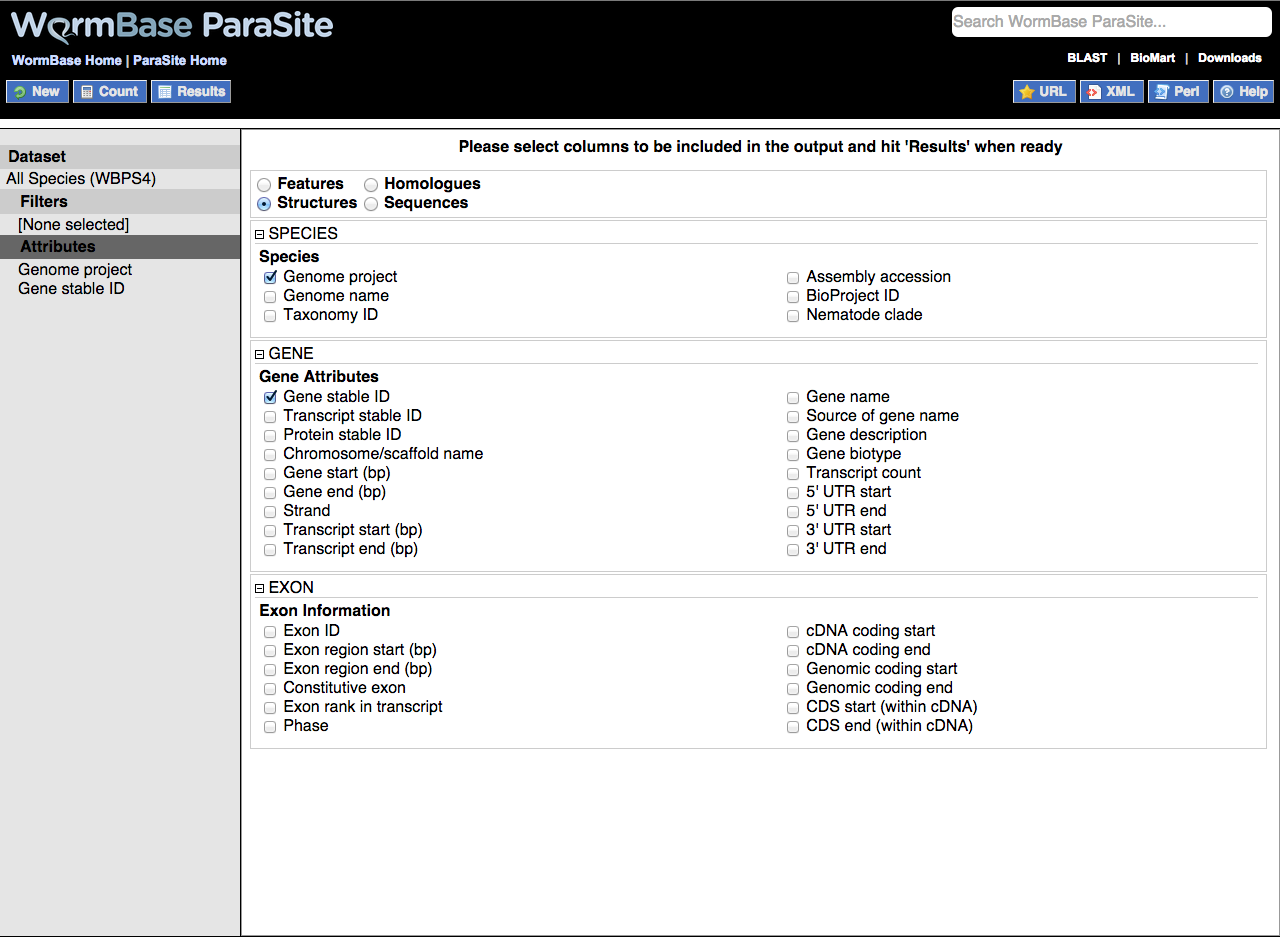 WormBase ParaSite
Search WormBase ParaSite...
WormBase Home | ParaSite Home
BLAST | BioMart | Downloads
New Count Results
URL XML Perl Help
Please select columns to be included in the output and hit 'Results' when ready
Dataset
All Species (WBPS4)
Filters
[None selected]
Attributes
Genome project
Gene stable ID
Features Homologues
Structures Sequences
SPECIES
Species
Genome project Assembly accession
Genome name BioProject ID
Taxonomy ID Nematode clade
GENE
Gene Attributes
Gene stable ID Gene name
Transcript stable ID Source of gene name
Protein stable ID Gene description
Chromosome/scaffold name Gene biotype
Gene start (bp) Transcript count
Gene end (bp) 5' UTR start
Strand 5' UTR end
Transcript start (bp) 3' UTR start
Transcript end (bp) 3' UTR end
EXON
Exon Information
Exon ID cDNA coding start
Exon region start (bp) cDNA coding end
Exon region end (bp) Genomic coding start
Constitutive exon Genomic coding end
Exon rank in transcript CDS start (within cDNA)
Phase CDS end (within cDNA)